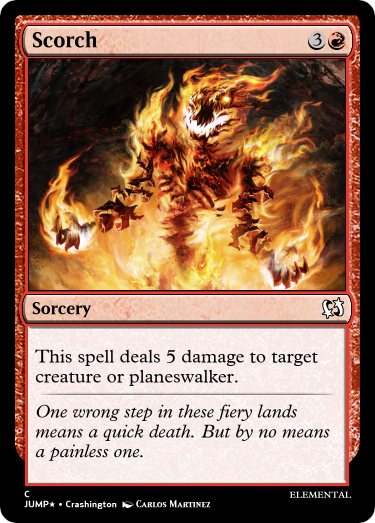 Scorch 3
Sorcery
This spell deals 5 damage to target
creature or planeswalker.
One wrong step in these fiery lands
means a quick death. But by no means
a painless one.
C ELEMENTAL
JUMP★ • Crashington Carlos Martinez